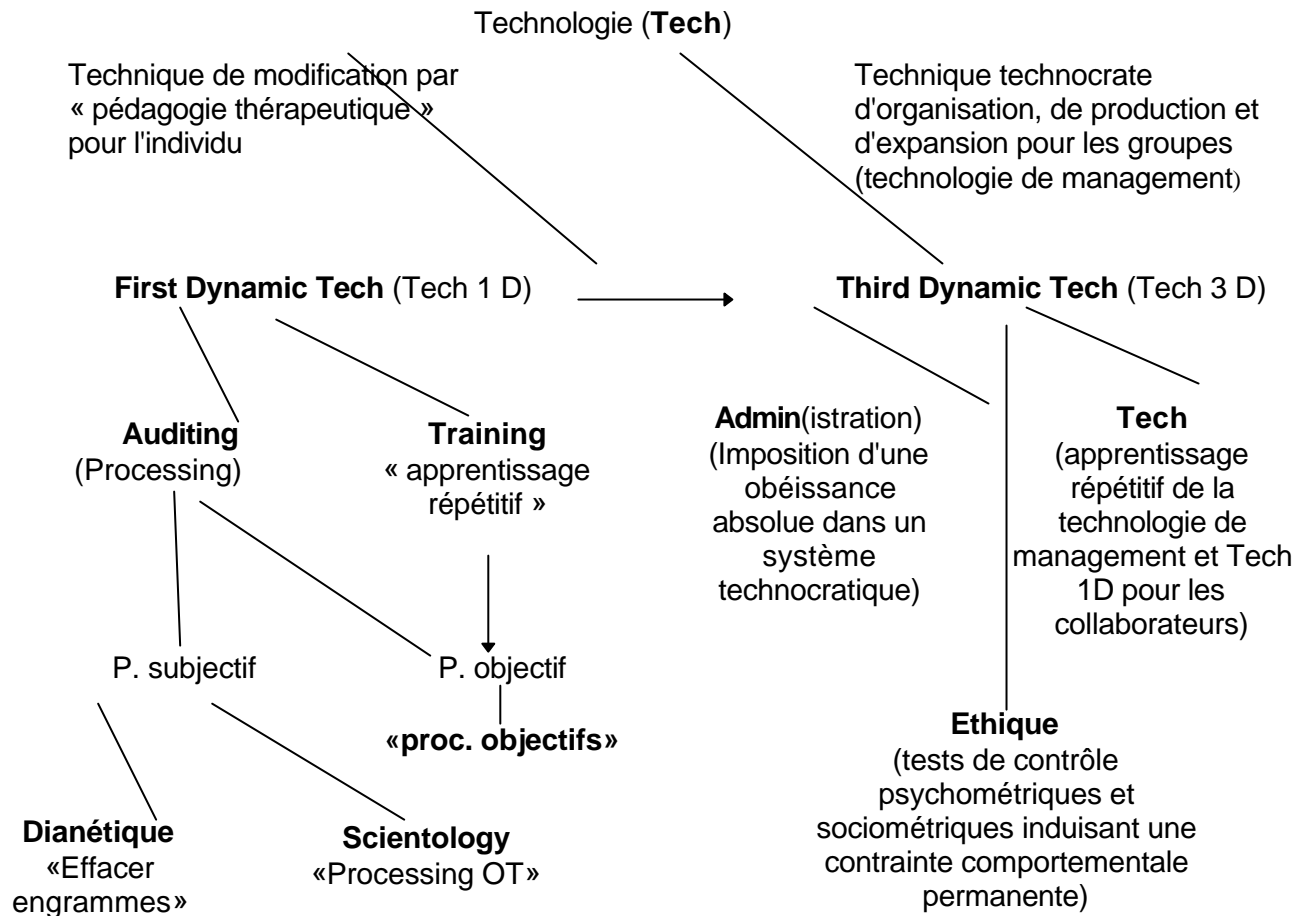 Technologie (Tech)
Technique de modification par
« pédagogie thérapeutique »
pour l'individu
Technique technocrate
d'organisation, de production et
d'expansion pour les groupes
(technologie de management)
First Dynamic Tech (Tech 1 D)
Third Dynamic Tech (Tech 3 D)
Auditing
(Processing)
Training
« apprentissage
répétitif »
Admin(istration)
(Imposition d'une
obéissance
absolue dans un
système
technocratique)
Tech
(apprentissage
répétitif de la
technologie de
management et Tech
1D pour les
collaborateurs)
P. subjectif
P. objectif
«proc. objectifs»
Ethique
(tests de contrôle
psychométriques et
sociométriques induisant une
contrainte comportementale
permanente)
Dianétique
«Effacer
engrammes»
Scientology
«Processing OT»